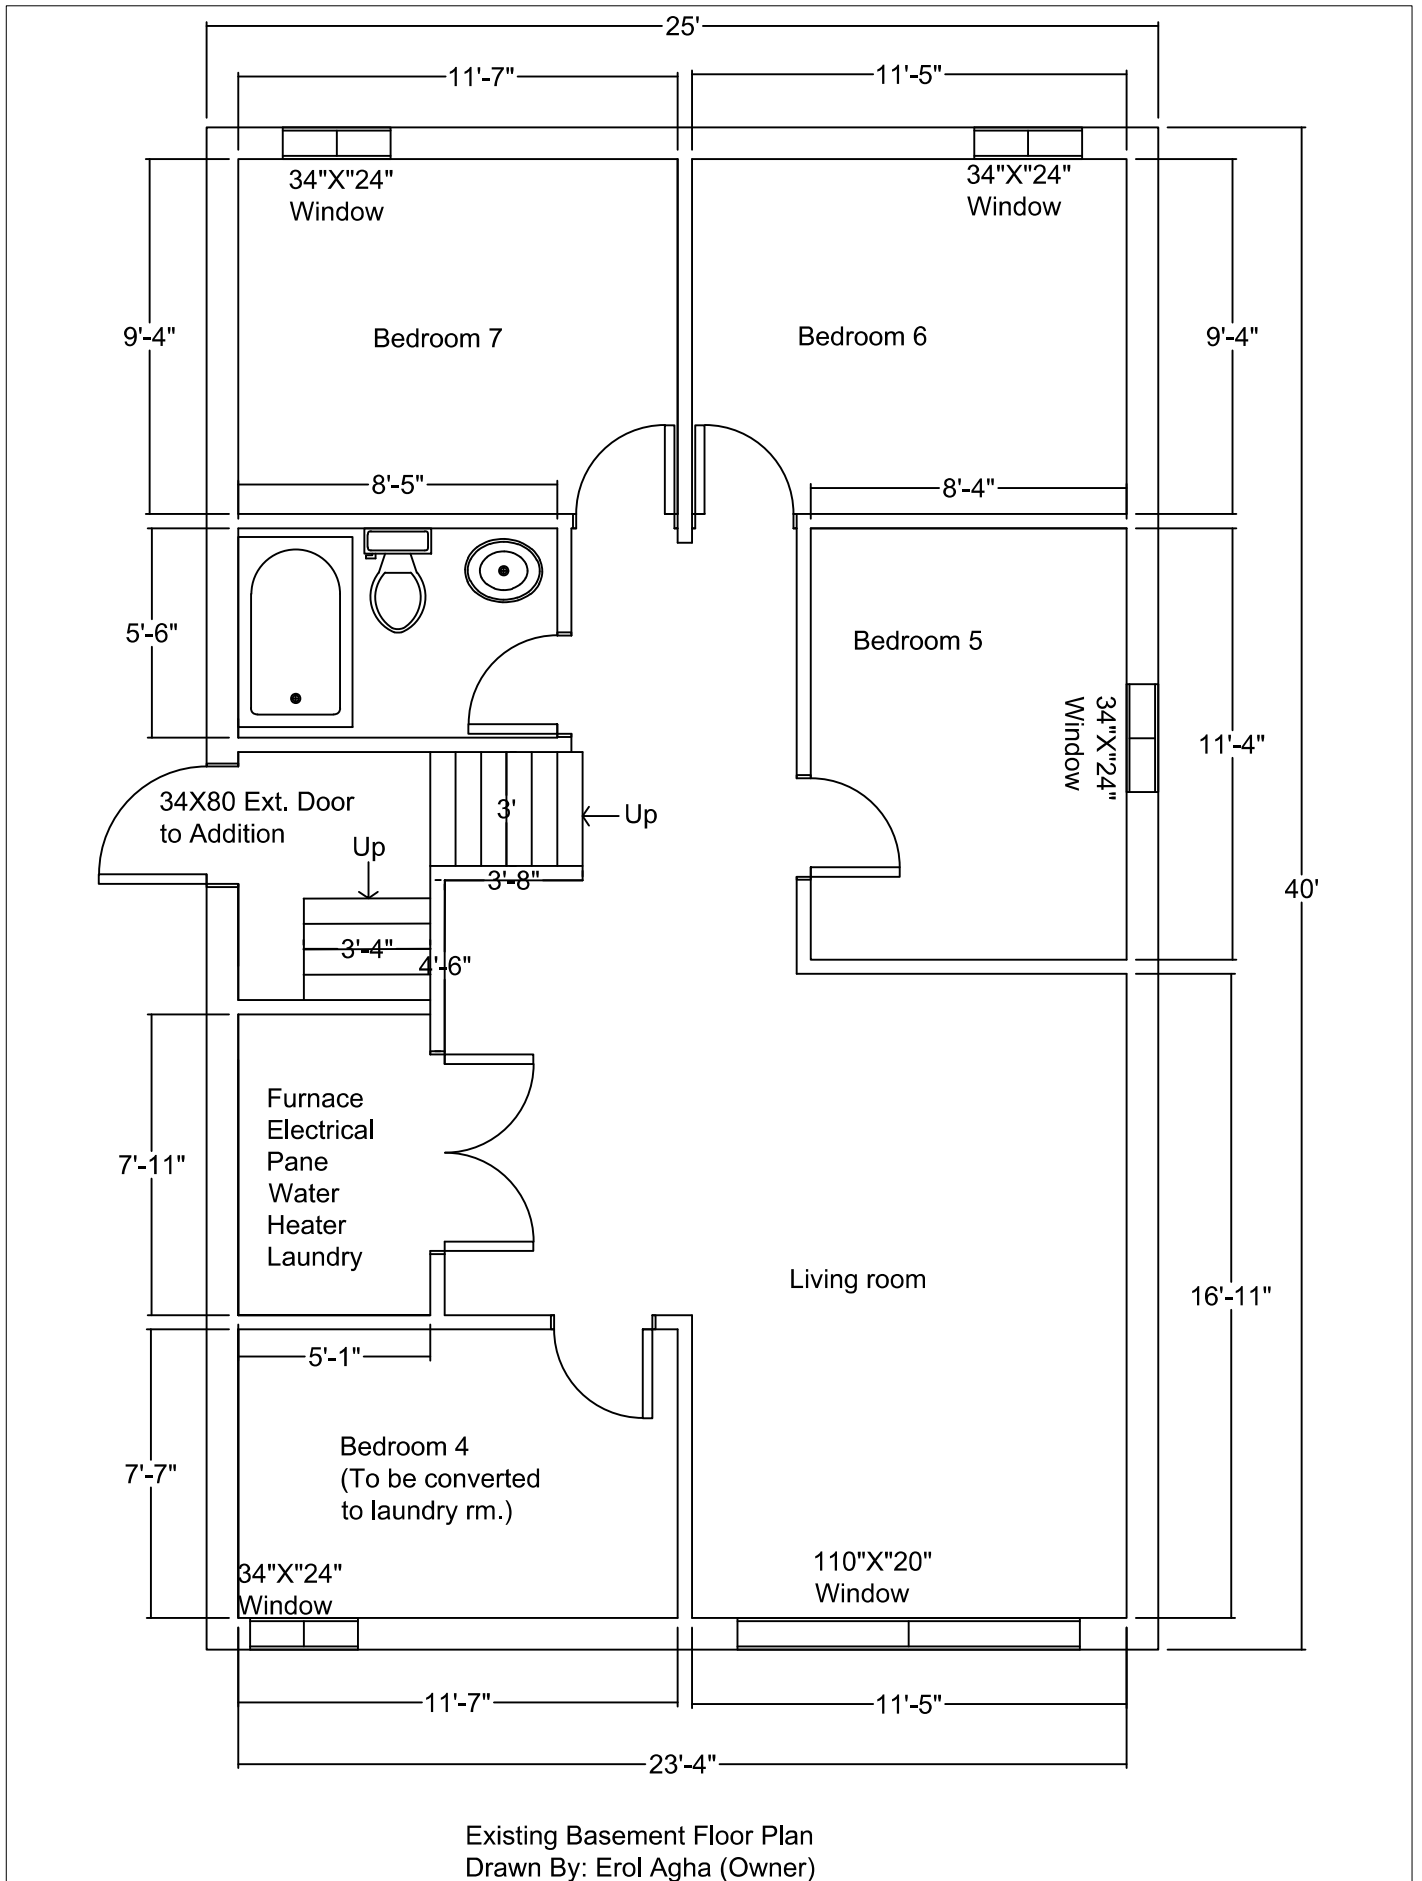 25'
11'-7"
11'-5"
34"X"24"
Window
34"X"24"
Window
9'-4"
Bedroom 7
Bedroom 6
9'-4"
8'-5"
8'-4"
5'-6"
Bedroom 5
34"X"24"
Window
11'-4"
34X80 Ext. Door
to Addition
3'
Up
Up
3'-8"
40'
3'-4"
4'-6"
Furnace
Electrical
Pane
Water
Heater
Laundry
7'-11"
Living room
16'-11"
5'-1"
Bedroom 4
(To be converted
to laundry rm.)
7'-7"
34"X"24"
Window
110"X"20"
Window
11'-7"
11'-5"
23'-4"
Existing Basement Floor Plan
Drawn By: Erol Agha (Owner)